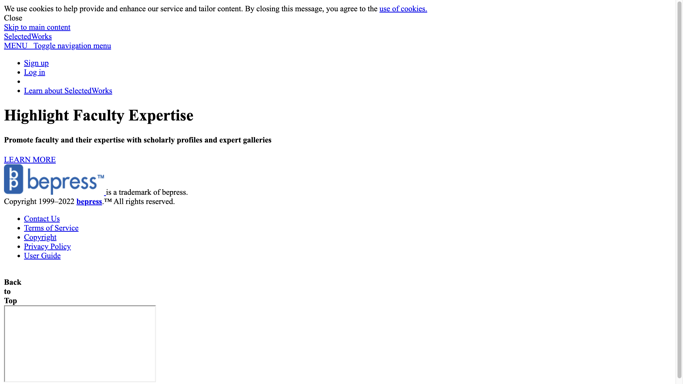 We use cookies to help provide and enhance our service and tailor content. By closing this message, you agree to the use of cookies.
Close
Skip to main content
SelectedWorks
MENU   Toggle navigation menu
Sign up
Log in
Learn about SelectedWorks
Highlight Faculty Expertise
Promote faculty and their expertise with scholarly profiles and expert galleries
LEARN MORE
bepress™ is a trademark of bepress.
Copyright 1999–2022 bepress.™ All rights reserved.
Contact Us
Terms of Service
Copyright
Privacy Policy
User Guide
Back
to
Top